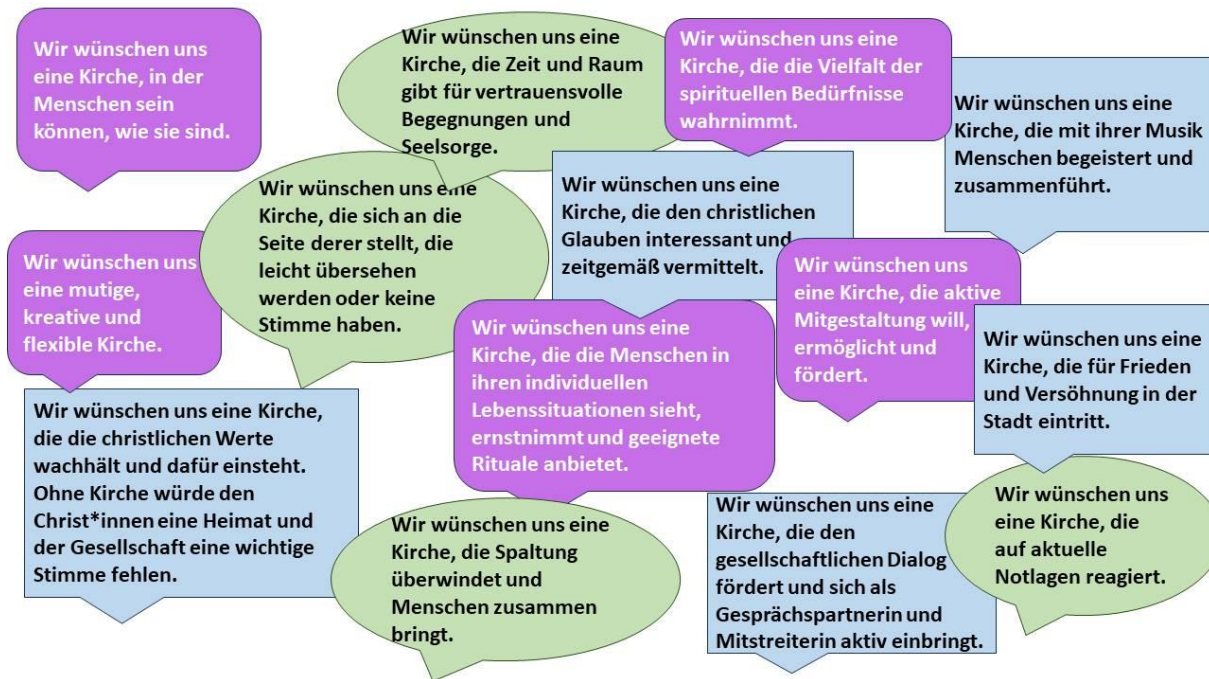 Wir wünschen uns
eine Kirche, in der
Menschen sein
können, wie sie sind.
Wir wünschen uns eine
Kirche, die Zeit und Raum
gibt für vertrauensvolle
Begegnungen und
Seelsorge.
Wir wünschen uns eine
Kirche, die die Vielfalt der
spirituellen Bedürfnisse
wahrnimmt.
Wir wünschen uns eine
Kirche, die mit ihrer Musik
Menschen begeistert und
zusammenführt.
Wir wünschen uns eine
Kirche, die sich an die
Seite derer stellt, die
leicht übersehen
werden oder keine
Stimme haben.
Wir wünschen uns eine
Kirche, die den christlichen
Glauben interessant und
zeitgemäß vermittelt.
Wir wünschen uns
eine mutige,
kreative und
flexible Kirche.
Wir wünschen uns
eine Kirche, die aktive
Mitgestaltung will,
ermöglicht und
fördert.
Wir wünschen uns eine
Kirche, die die Menschen in
ihren individuellen
Lebenssituationen sieht,
ernstnimmt und geeignete
Rituale anbietet.
Wir wünschen uns eine
Kirche, die für Frieden
und Versöhnung in der
Stadt eintritt.
Wir wünschen uns eine Kirche,
die die christlichen Werte
wachhält und dafür einsteht.
Ohne Kirche würde den
Christ*innen eine Heimat und
der Gesellschaft eine wichtige
Stimme fehlen.
Wir wünschen uns eine
Kirche, die Spaltung
überwindet und
Menschen zusammen
bringt.
Wir wünschen uns eine
Kirche, die den
gesellschaftlichen Dialog
fördert und sich als
Gesprächspartnerin und
Mitstreiterin aktiv einbringt.
Wir wünschen uns
eine Kirche, die
auf aktuelle
Notlagen reagiert.